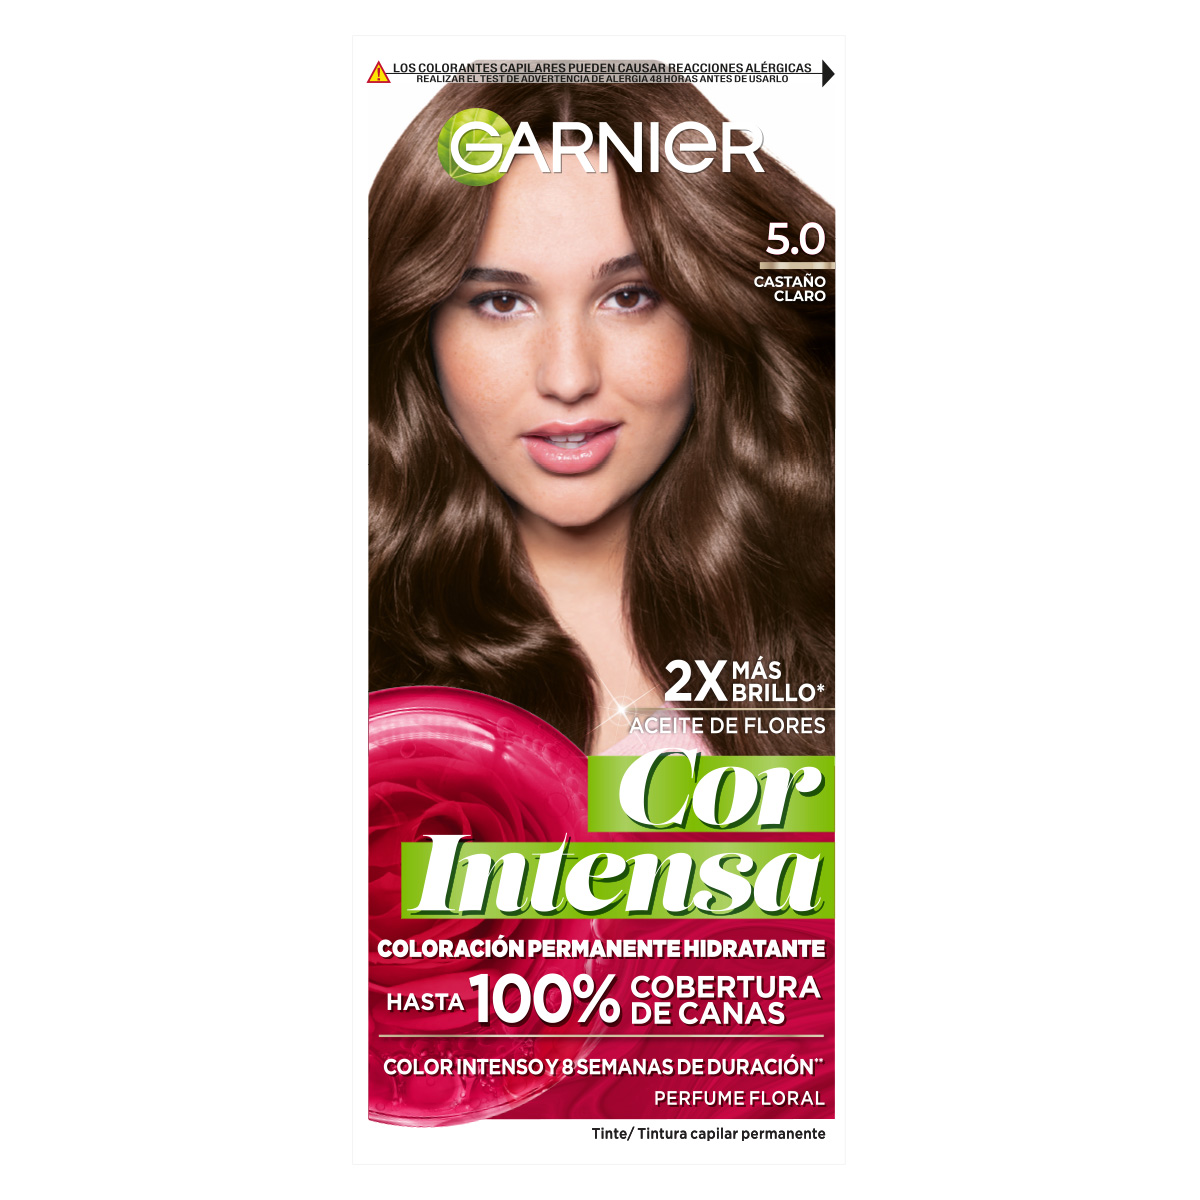 LOS COLORANTES CAPILARES PUEDEN CAUSAR REACCIONES ALÉRGICAS
REALIZAR EL TEST DE ADVERTENCIA DE ALERGIA 48 HORAS ANTES DE USARLO
GARNIER
5.0
CASTAÑO
CLARO
2X MÁS
BRILLO*
ACEITE DE FLORES
Cor
Intensa
COLORACIÓN PERMANENTE HIDRATANTE
HASTA 100% COBERTURA
DE CANAS
COLOR INTENSO Y 8 SEMANAS DE DURACIÓN**
PERFUME FLORAL
Tinte/ Tintura capilar permanente